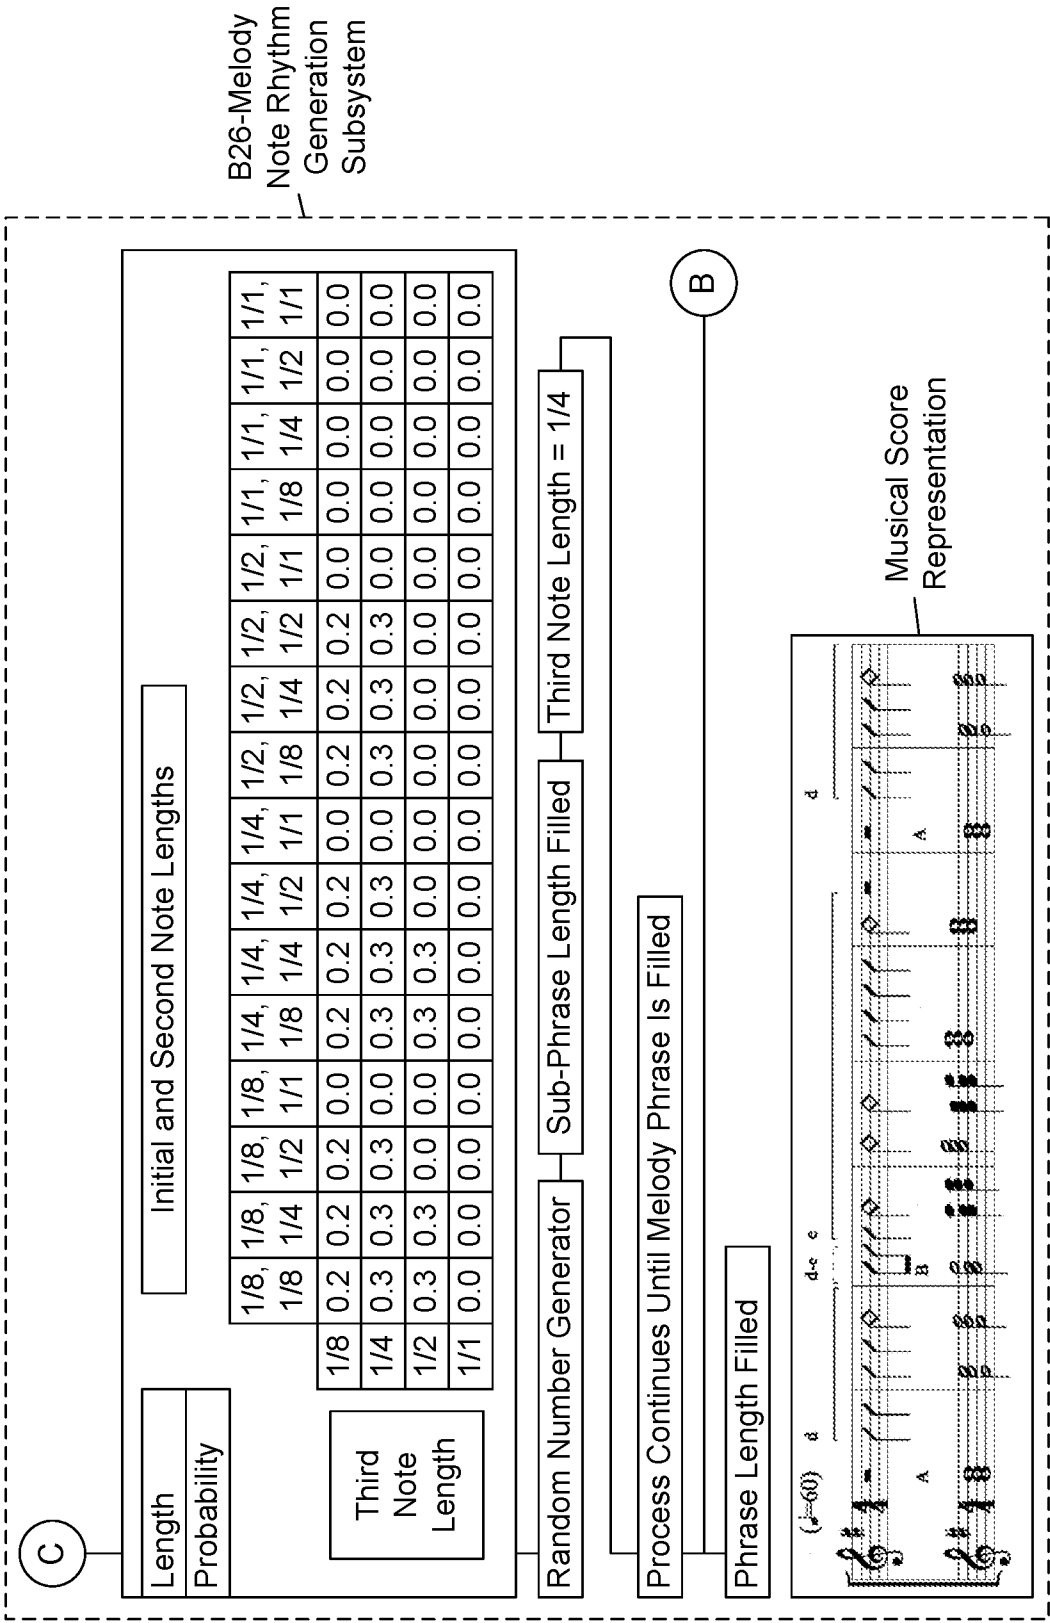 C
B26-Melody
Note Rhythm
Generation
Subsystem
Length
Probability
Initial and Second Note Lengths
1/8, 1/8, 1/8, 1/8, 1/4, 1/4, 1/4, 1/4, 1/2, 1/2, 1/2, 1/2, 1/1, 1/1, 1/1, 1/1,
1/8 1/4 1/2 1/1 1/8 1/4 1/2 1/1 1/8 1/4 1/2 1/1 1/8 1/4 1/2 1/1
1/8 0.2 0.2 0.2 0.0 0.2 0.2 0.2 0.0 0.2 0.2 0.2 0.0 0.0 0.0 0.0 0.0
1/4 0.3 0.3 0.3 0.0 0.3 0.3 0.3 0.0 0.3 0.3 0.3 0.0 0.0 0.0 0.0 0.0
1/2 0.3 0.3 0.0 0.0 0.3 0.3 0.0 0.0 0.0 0.0 0.0 0.0 0.0 0.0 0.0 0.0
1/1 0.0 0.0 0.0 0.0 0.0 0.0 0.0 0.0 0.0 0.0 0.0 0.0 0.0 0.0 0.0 0.0
Third
Note
Length
Random Number Generator
Sub-Phrase Length Filled
Third Note Length = 1/4
Process Continues Until Melody Phrase Is Filled
B
Phrase Length Filled
(♩=60)
d d-e e d
A B A
Musical Score
Representation